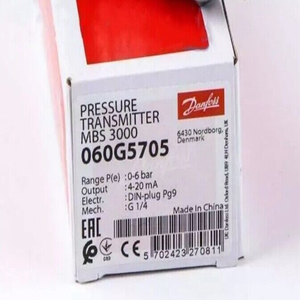 PRESSURE
TRANSMITTER
MBS 3000
060G5705
Danfoss
6430 Nordborg,
Denmark
Range P(e) : 0-6 bar
Output : 4-20 mA
Electr. : DIN-plug Pg9
Mech. : G 1/4
Made in China
EAC
5 702423 270811